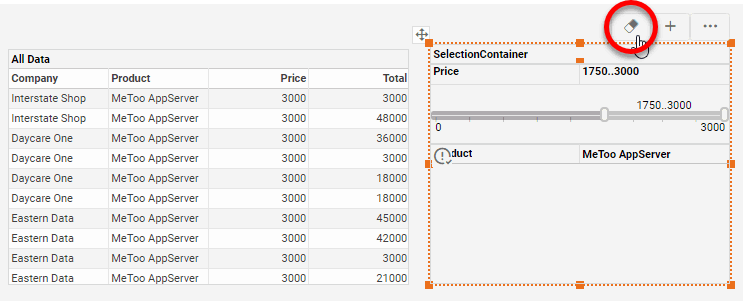 All Data
Company Product Price Total
Interstate Shop MeToo AppServer 3000 3000
Interstate Shop MeToo AppServer 3000 48000
Daycare One MeToo AppServer 3000 36000
Daycare One MeToo AppServer 3000 3000
Daycare One MeToo AppServer 3000 18000
Daycare One MeToo AppServer 3000 18000
Eastern Data MeToo AppServer 3000 45000
Eastern Data MeToo AppServer 3000 42000
Eastern Data MeToo AppServer 3000 3000
Eastern Data MeToo AppServer 3000 21000
SelectionContainer
Price 1750..3000
1750..3000
0 3000
duct MeToo AppServer